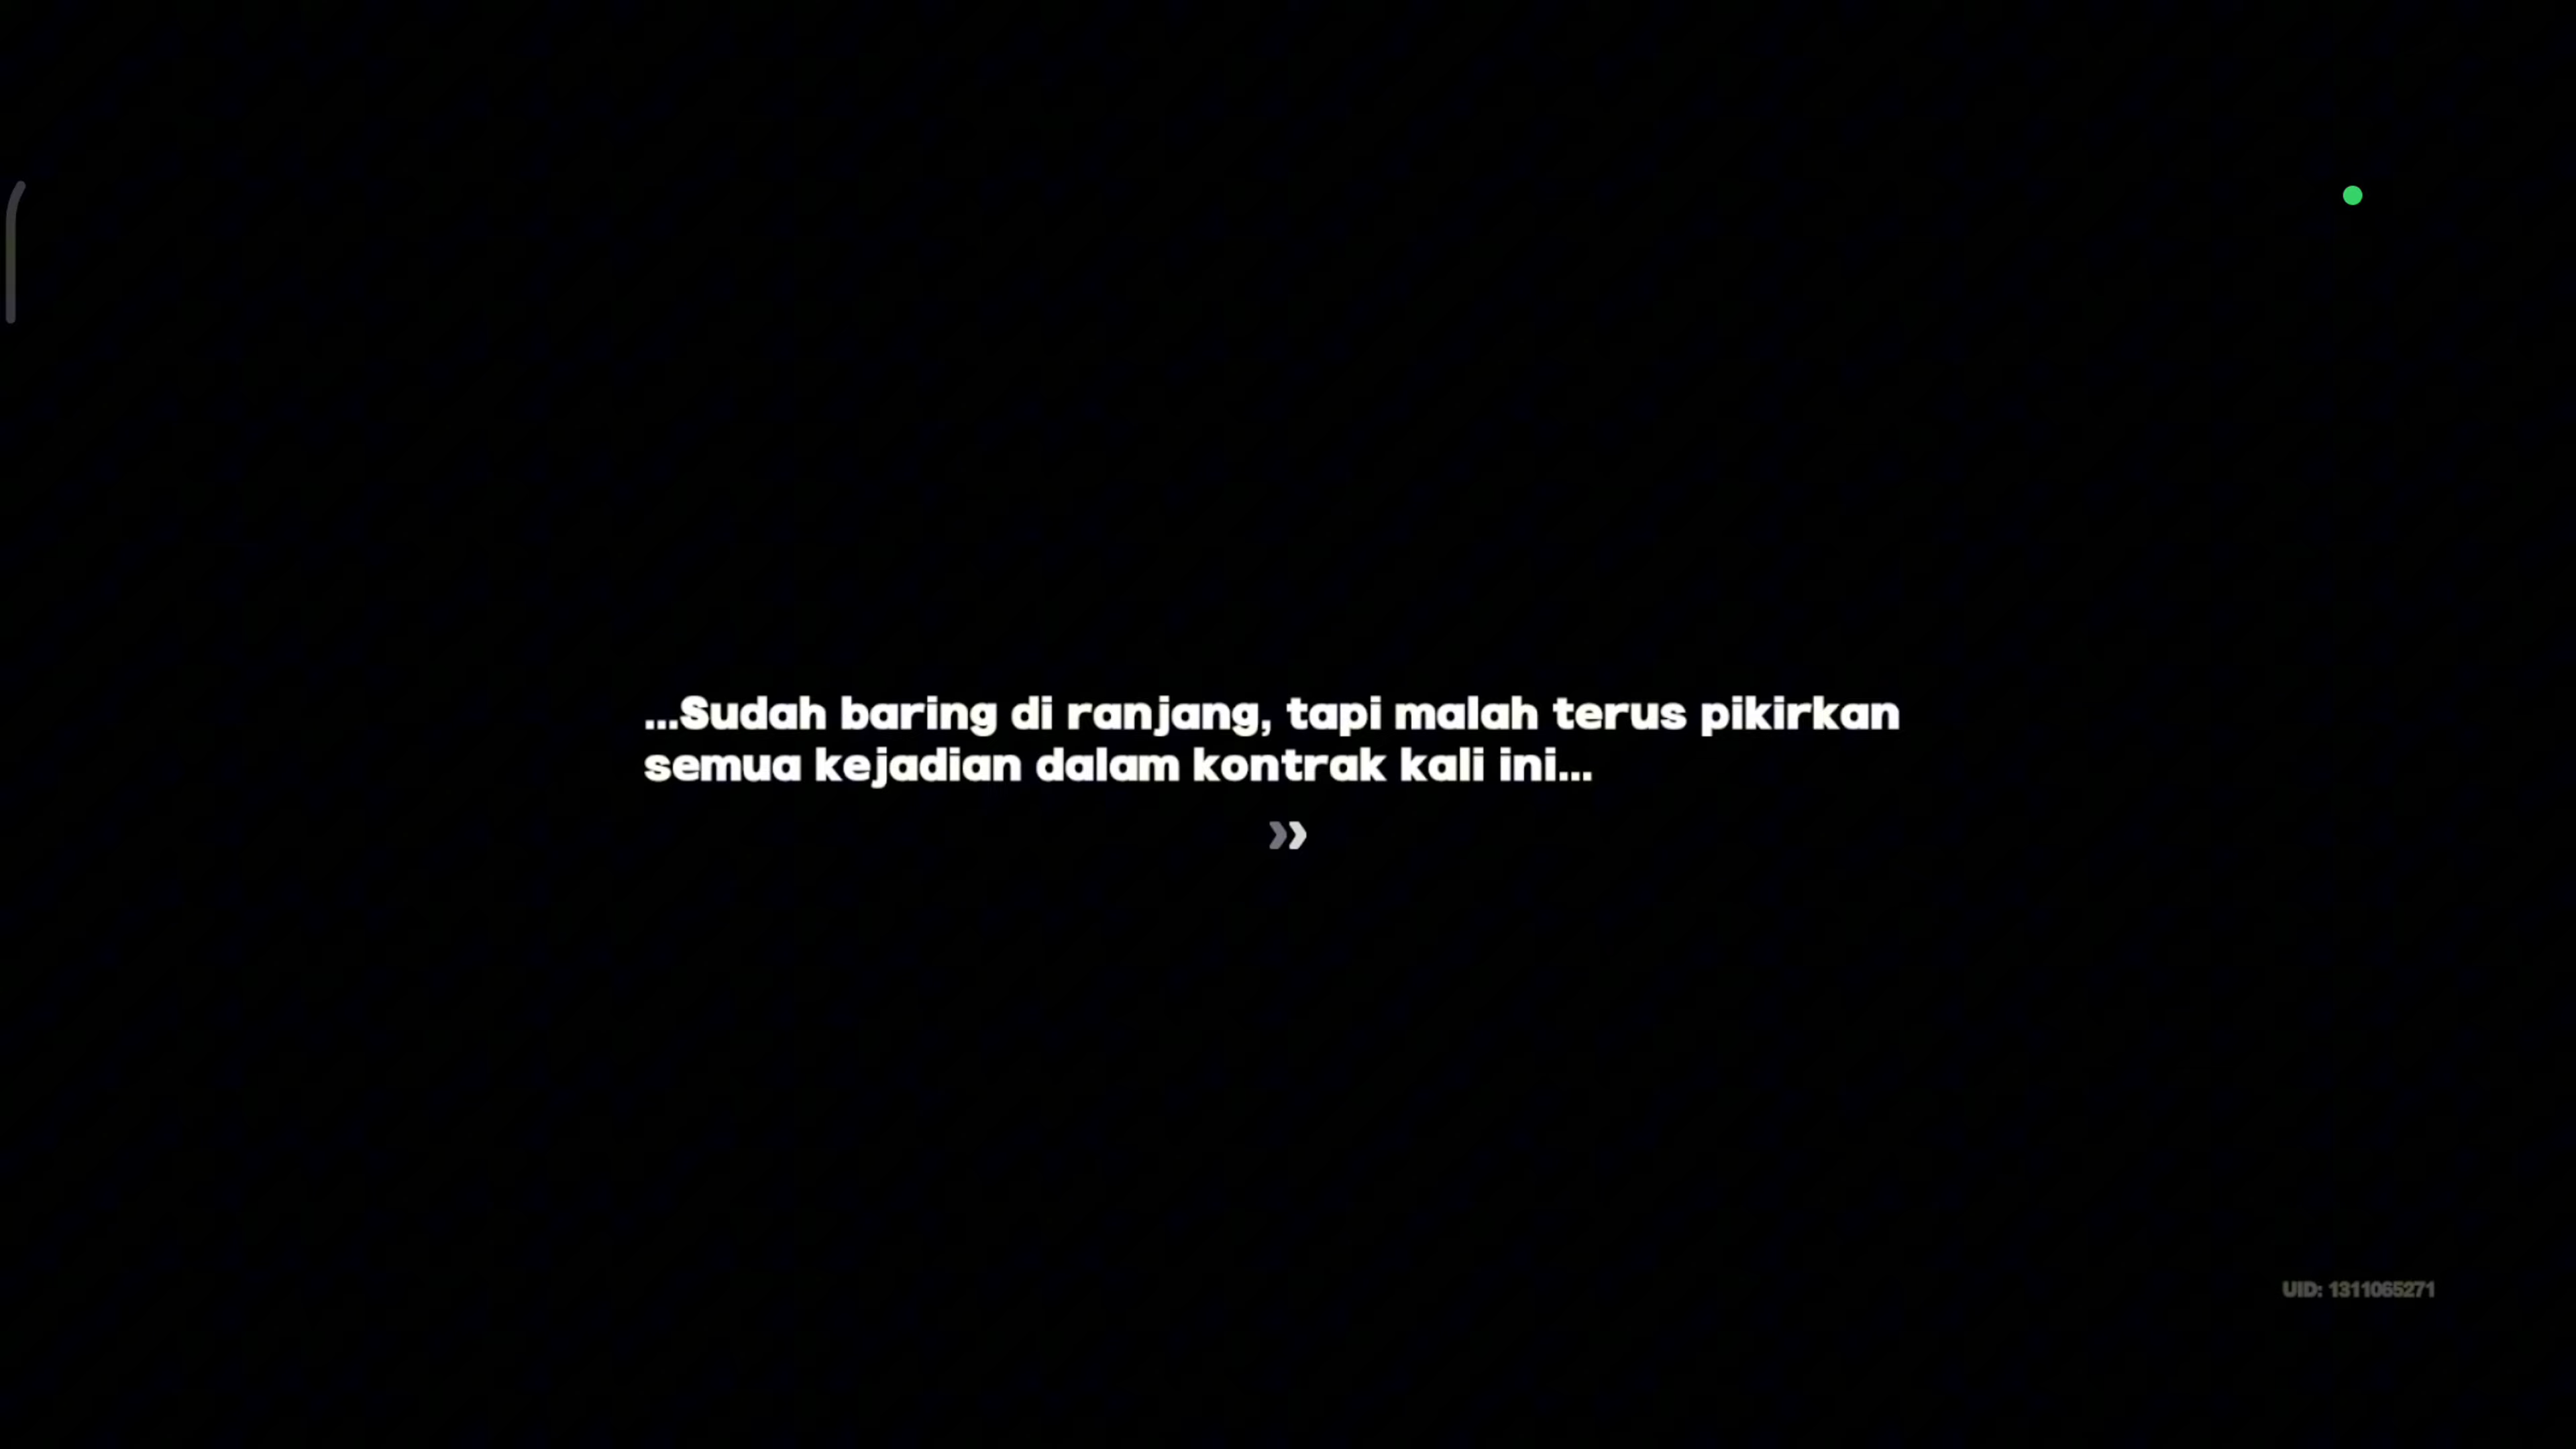 ...Sudah baring di ranjang, tapi malah terus pikirkan
semua kejadian dalam kontrak kali ini...
UID: 1311065271